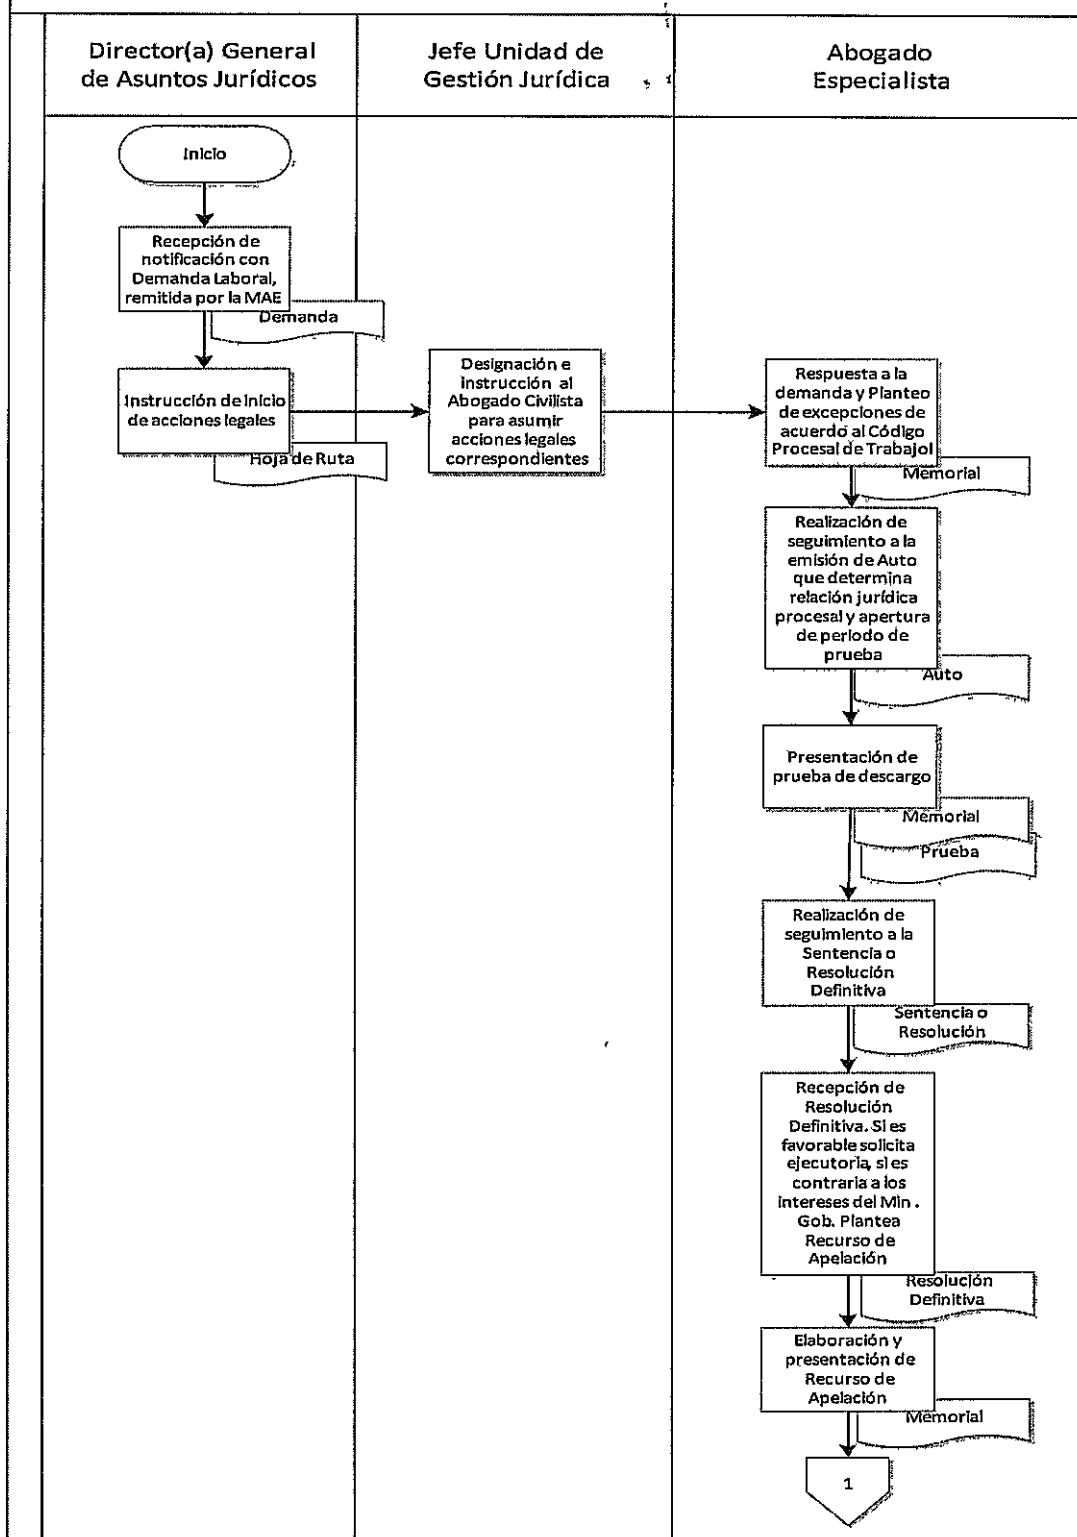 Director(a) General
de Asuntos Jurídicos
Jefe Unidad de
Gestión Jurídica
Abogado
Especialista
Inicio
Recepción de
notificación con
Demanda Laboral,
remitida por la MAE
Demanda
Instrucción de inicio
de acciones legales
Hoja de Ruta
Designación e
instrucción al
Abogado Civilista
para asumir
acciones legales
correspondientes
Respuesta a la
demanda y Planteo
de excepciones de
acuerdo al Código
Procesal de Trabajol
Memorial
Realización de
seguimiento a la
emisión de Auto
que determina
relación jurídica
procesal y apertura
de periodo de
prueba
Auto
Presentación de
prueba de descargo
Memorial
Prueba
Realización de
seguimiento a la
Sentencia o
Resolución
Definitiva
Sentencia o
Resolución
Recepción de
Resolución
Definitiva. Si es
favorable solicita
ejecutoria, si es
contraria a los
intereses del Min.
Gob. Plantea
Recurso de
Apelación
Resolución
Definitiva
Elaboración y
presentación de
Recurso de
Apelación
Memorial
1